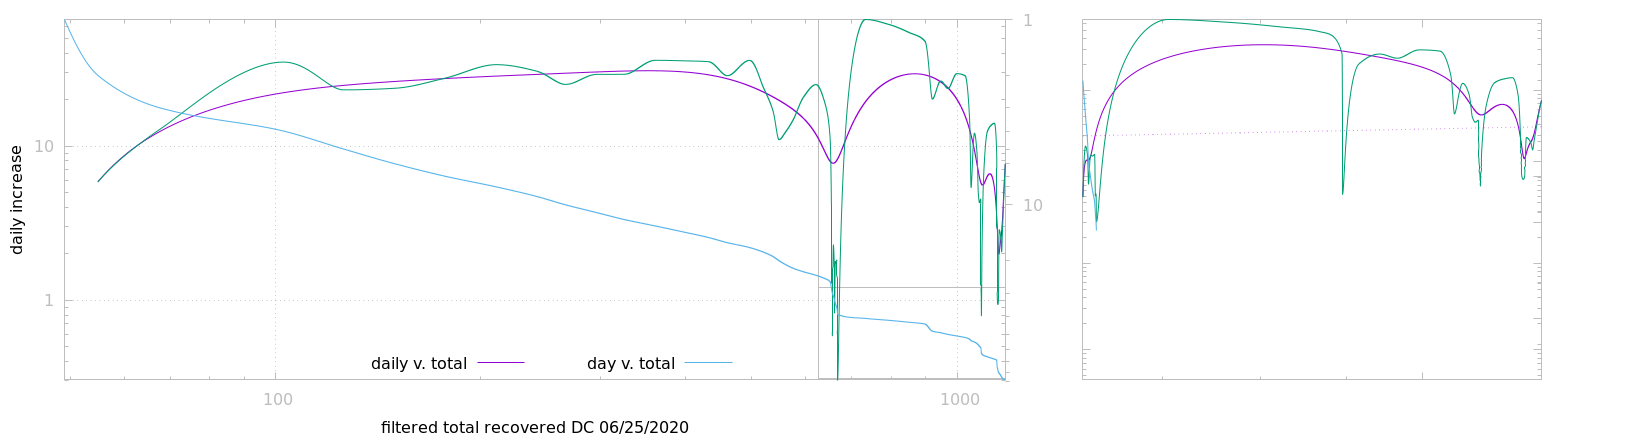 1
10
10
daily increase
1
daily v. total
day v. total
100
1000
filtered total recovered DC 06/25/2020